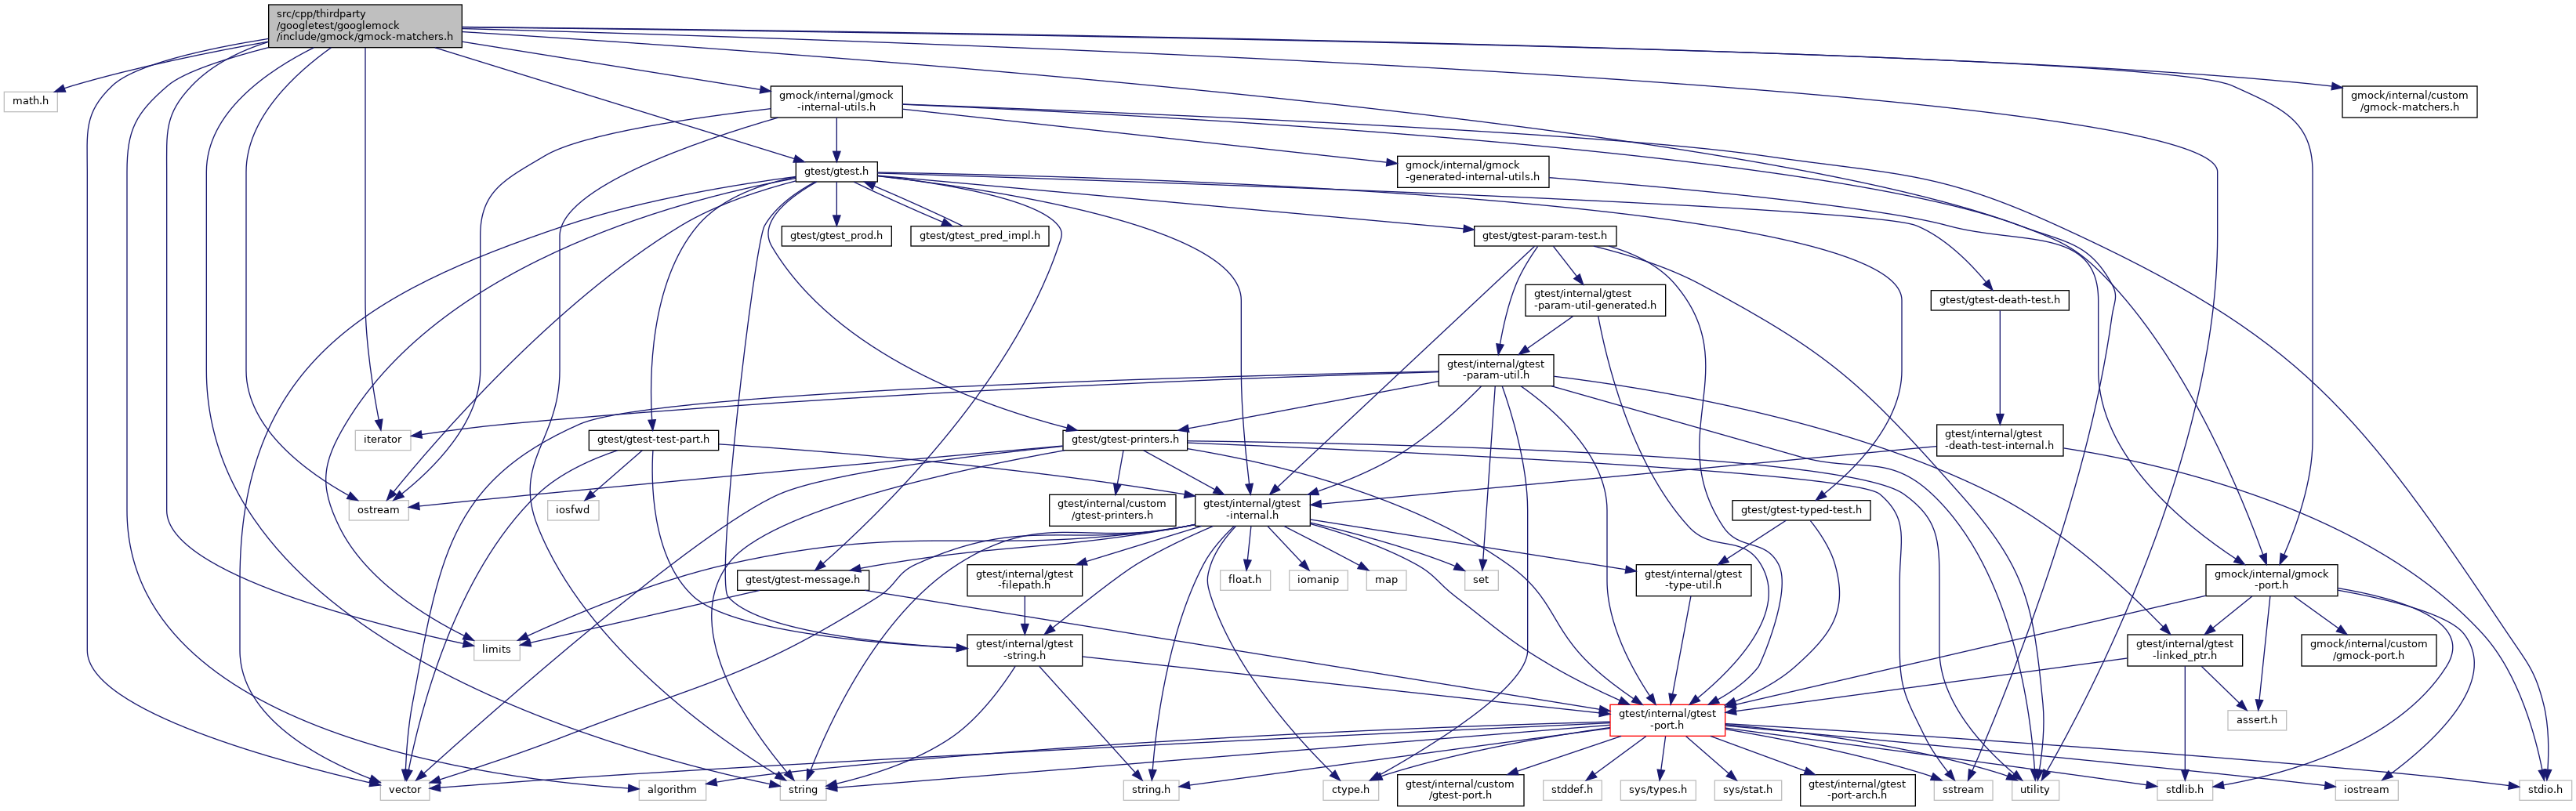 src/cpp/thirdparty
/googletest/googlemock
/include/gmock/gmock-matchers.h
math.h
gmock/internal/gmock
-internal-utils.h
gmock/internal/custom
/gmock-matchers.h
gtest/gtest.h
gmock/internal/gmock
-generated-internal-utils.h
gtest/gtest_prod.h
gtest/gtest_pred_impl.h
gtest/gtest-param-test.h
gtest/internal/gtest
-param-util-generated.h
gtest/gtest-death-test.h
gtest/internal/gtest
-param-util.h
iterator
gtest/gtest-test-part.h
gtest/gtest-printers.h
gtest/internal/gtest
-death-test-internal.h
ostream
iosfwd
gtest/internal/custom
/gtest-printers.h
gtest/internal/gtest
-internal.h
gtest/gtest-typed-test.h
gtest/gtest-message.h
gtest/internal/gtest
-filepath.h
float.h
iomanip
map
set
gtest/internal/gtest
-type-util.h
gmock/internal/gmock
-port.h
limits
gtest/internal/gtest
-string.h
gtest/internal/gtest
-linked_ptr.h
gmock/internal/custom
/gmock-port.h
gtest/internal/gtest
-port.h
assert.h
vector
algorithm
string
string.h
ctype.h
gtest/internal/custom
/gtest-port.h
stddef.h
sys/types.h
sys/stat.h
gtest/internal/gtest
-port-arch.h
sstream
utility
stdlib.h
iostream
stdio.h